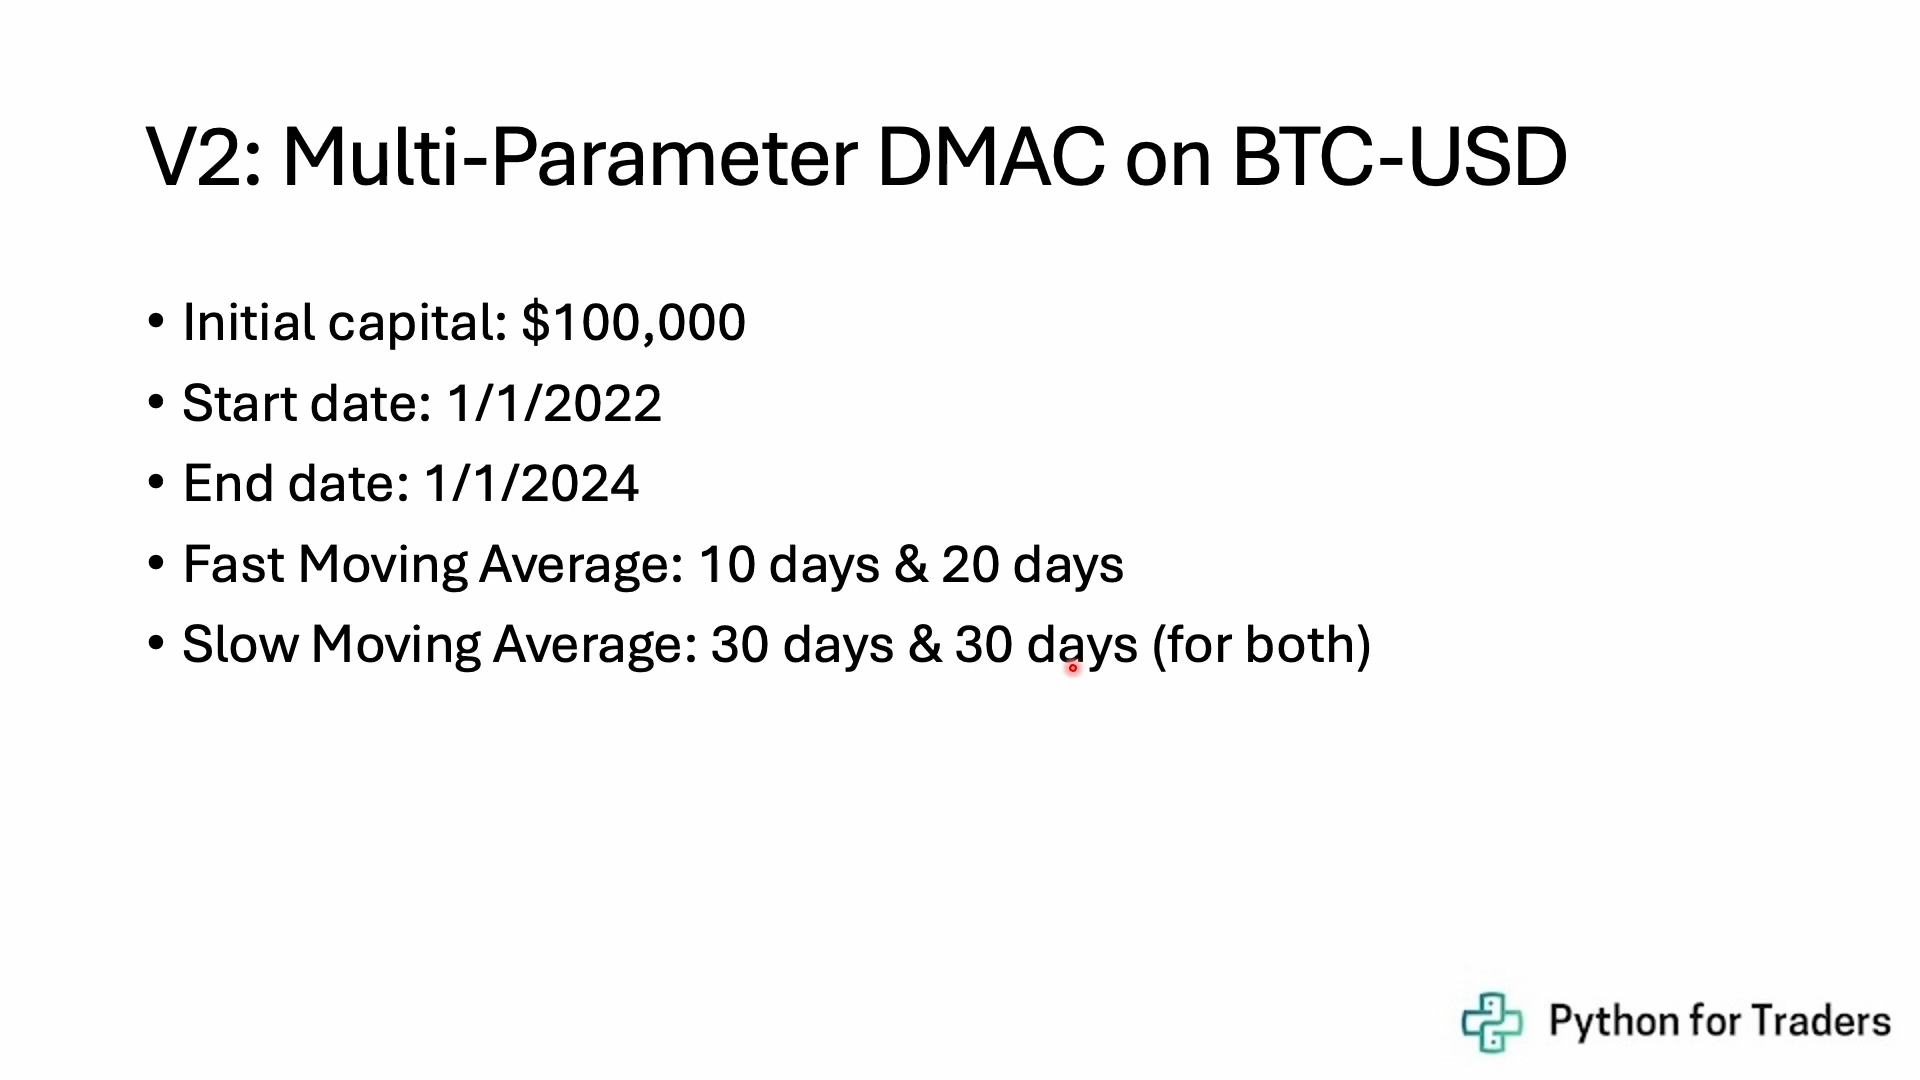 V2: Multi-Parameter DMAC on BTC-USD
• Initial capital: $100,000
• Start date: 1/1/2022
• End date: 1/1/2024
• Fast Moving Average: 10 days & 20 days
• Slow Moving Average: 30 days & 30 days (for both)
Python for Traders